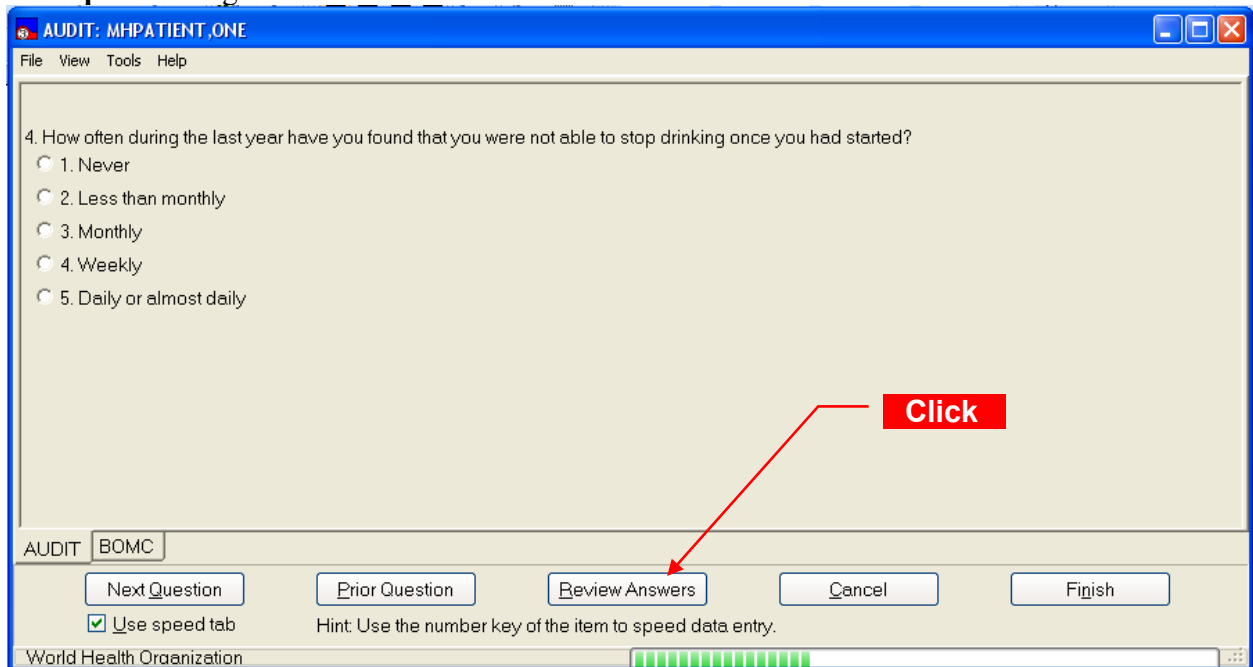 AUDIT: MHPATIENT,ONE
File View Tools Help
4. How often during the last year have you found that you were not able to stop drinking once you had started?
1. Never
2. Less than monthly
3. Monthly
4. Weekly
5. Daily or almost daily
Click
AUDIT BOMC
Next Question Prior Question Review Answers Cancel Finish
Use speed tab Hint: Use the number key of the item to speed data entry.
World Health Organization